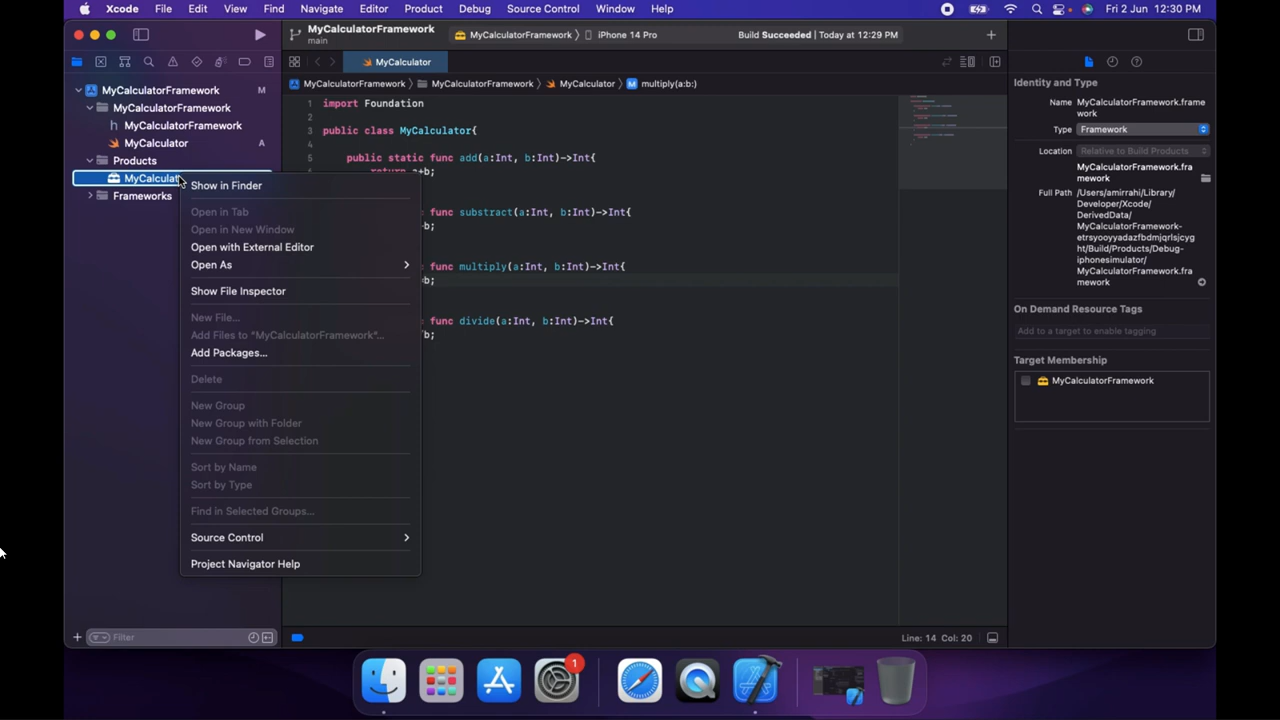 Xcode File Edit View Find Navigate Editor Product Debug Source Control Window Help Fri 2 Jun 12:30 PM
MyCalculatorFramework
main
MyCalculatorFramework iPhone 14 Pro
Build Succeeded | Today at 12:29 PM
MyCalculator
MyCalculatorFramework M
MyCalculatorFramework
MyCalculatorFramework
MyCalculator A
Products
MyCalculat
Frameworks
Filter
Show in Finder
Open in Tab
Open in New Window
Open with External Editor
Open As
Show File Inspector
New File...
Add Files to "MyCalculatorFramework"...
Add Packages...
Delete
New Group
New Group with Folder
New Group from Selection
Sort by Name
Sort by Type
Find in Selected Groups...
Source Control
Project Navigator Help
MyCalculatorFramework MyCalculatorFramework MyCalculator M multiply(a:b:)
1 import Foundation
2
3 public class MyCalculator{
4
5 public static func add(a:Int, b:Int)->Int{
func substract(a:Int, b:Int)->Int{
b;
func multiply(a:Int, b:Int)->Int{
b;
func divide(a:Int, b:Int)->Int{
b;
Line: 14 Col: 20
Identity and Type
Name MyCalculatorFramework.frame
work
Type Framework
Location Relative to Build Products
MyCalculatorFramework.fra
mework
Full Path /Users/amirrahi/Library/
Developer/Xcode/
DerivedData/
MyCalculatorFramework-
etrsyooyyadazfbdmjqrlsjcyg
ht/Build/Products/Debug-
iphonesimulator/
MyCalculatorFramework.fra
mework
On Demand Resource Tags
Add to a target to enable tagging
Target Membership
MyCalculatorFramework
1